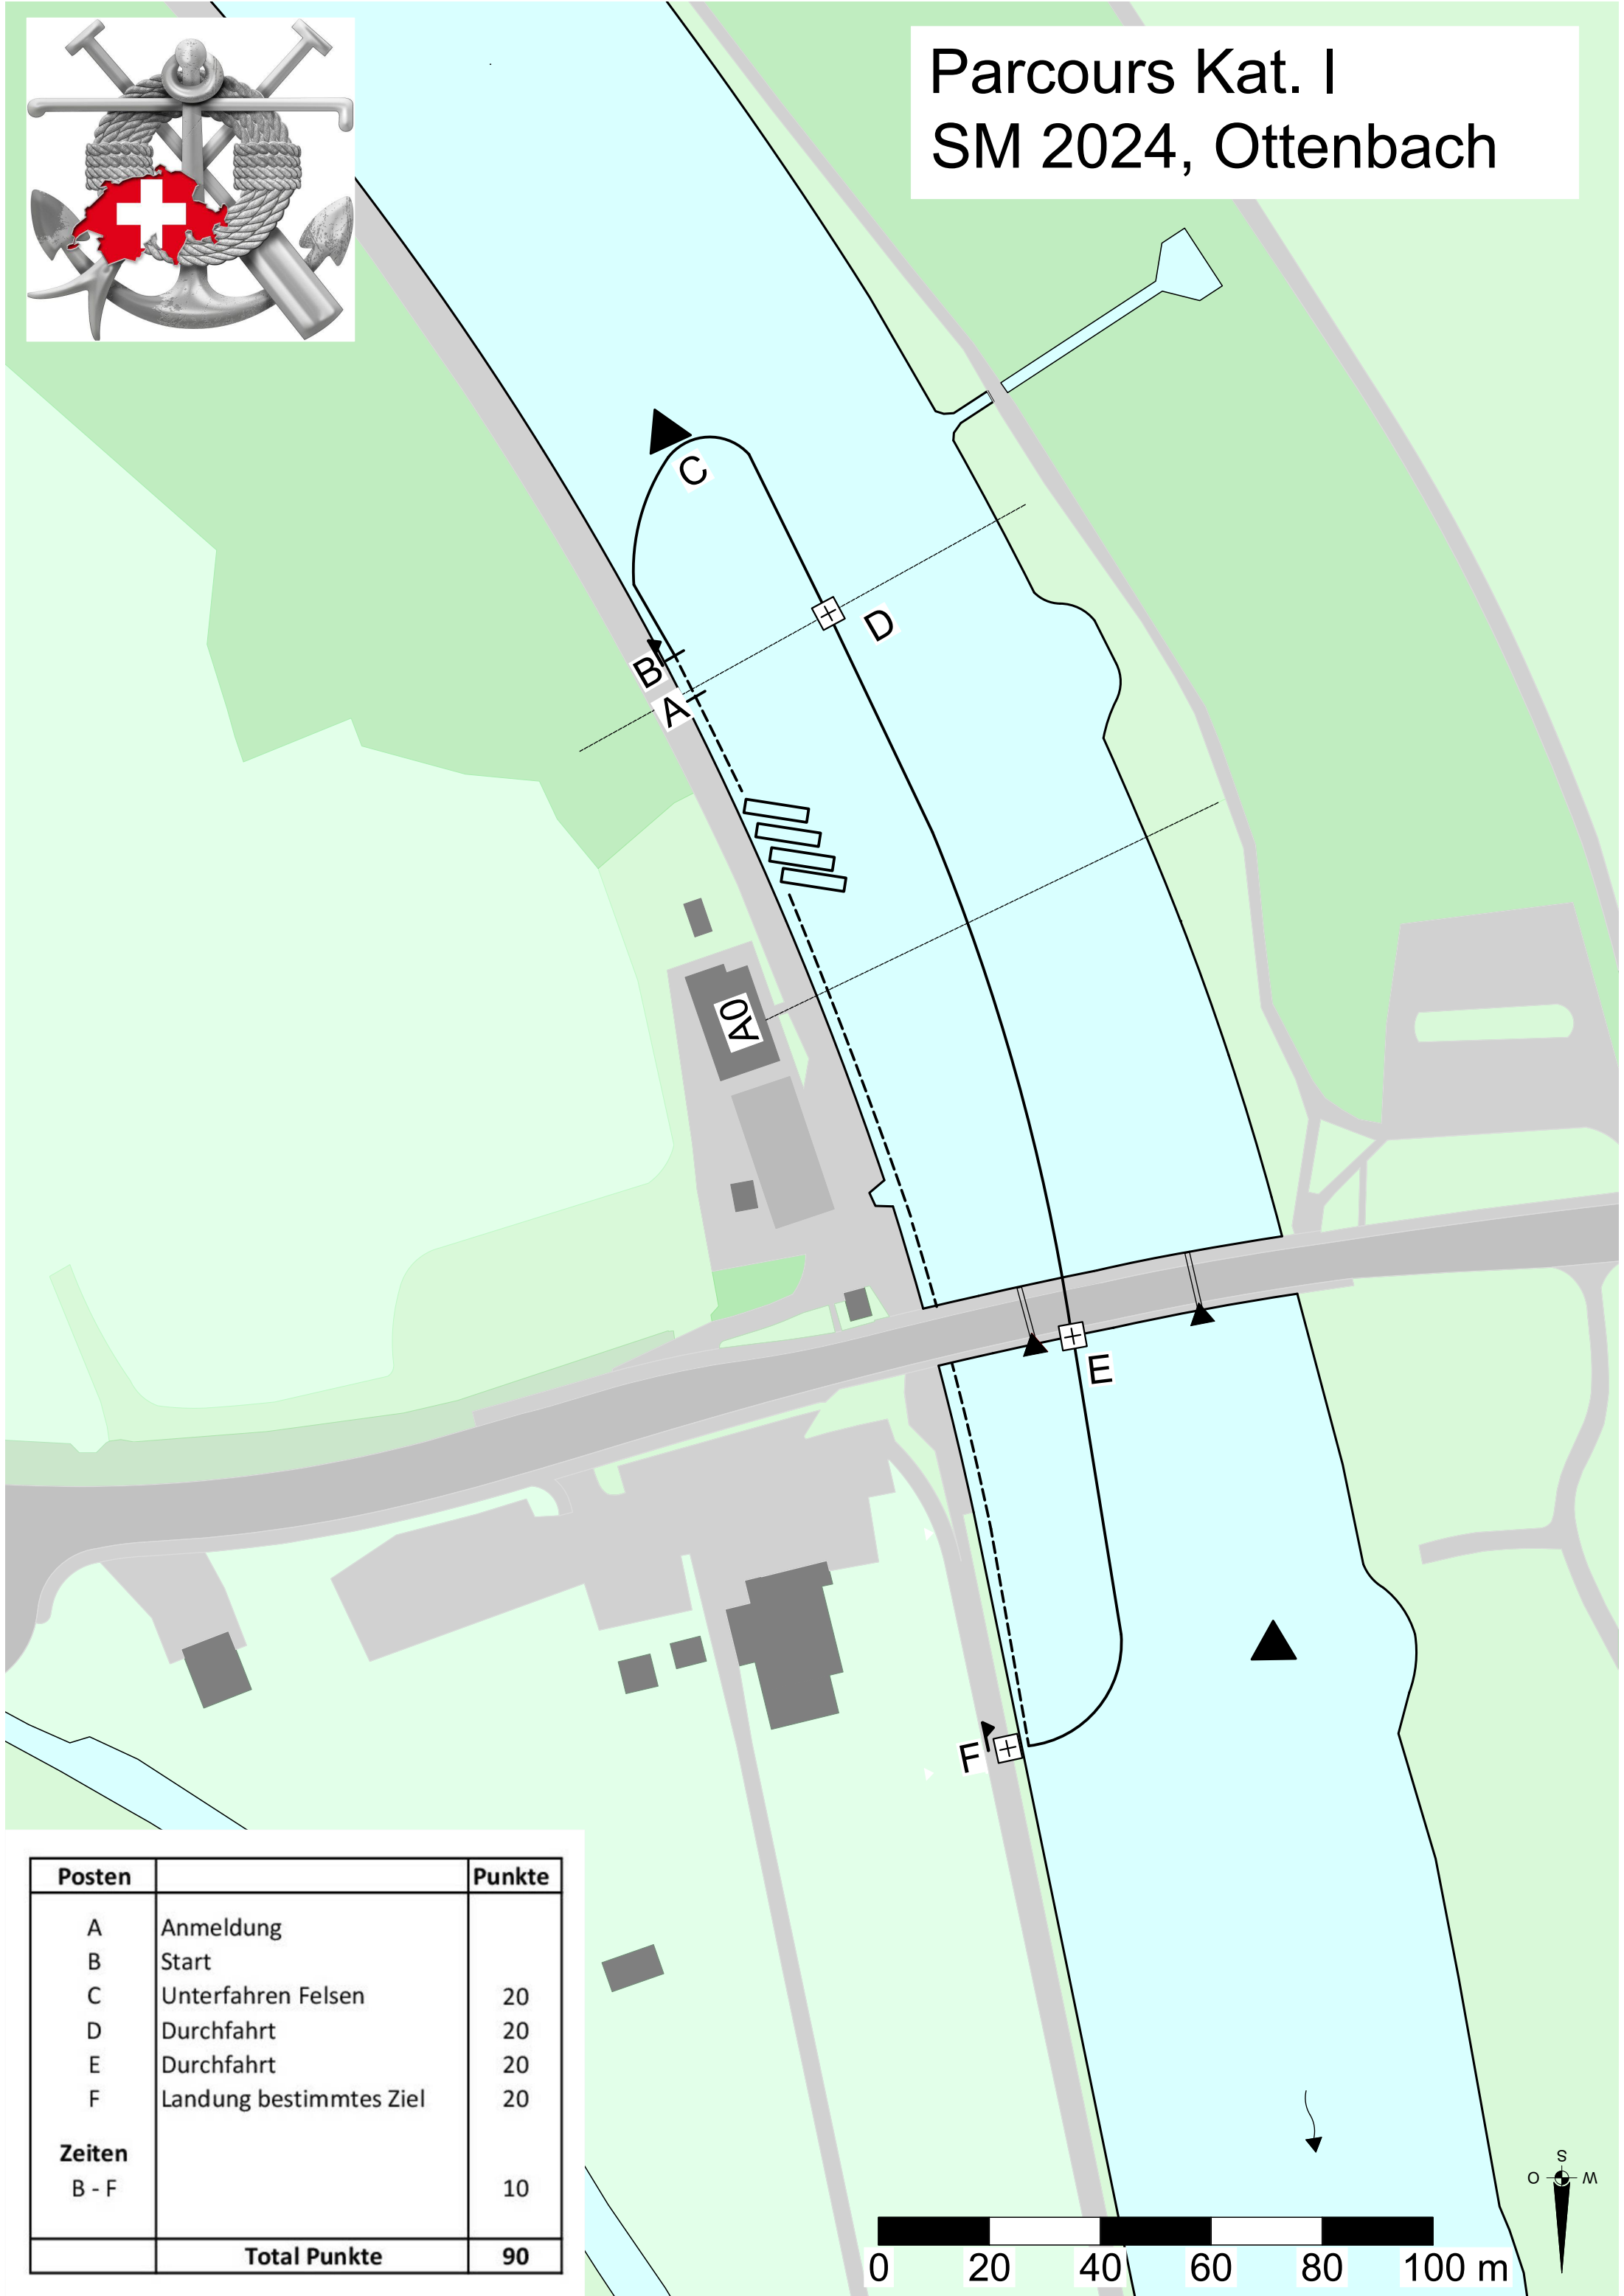 Parcours Kat. I
SM 2024, Ottenbach
C
D
B
A
A0
E
F
Posten Punkte
A Anmeldung
B Start
C Unterfahren Felsen 20
D Durchfahrt 20
E Durchfahrt 20
F Landung bestimmtes Ziel 20
Zeiten
B - F 10
Total Punkte 90
S
O W
0 20 40 60 80 100 m